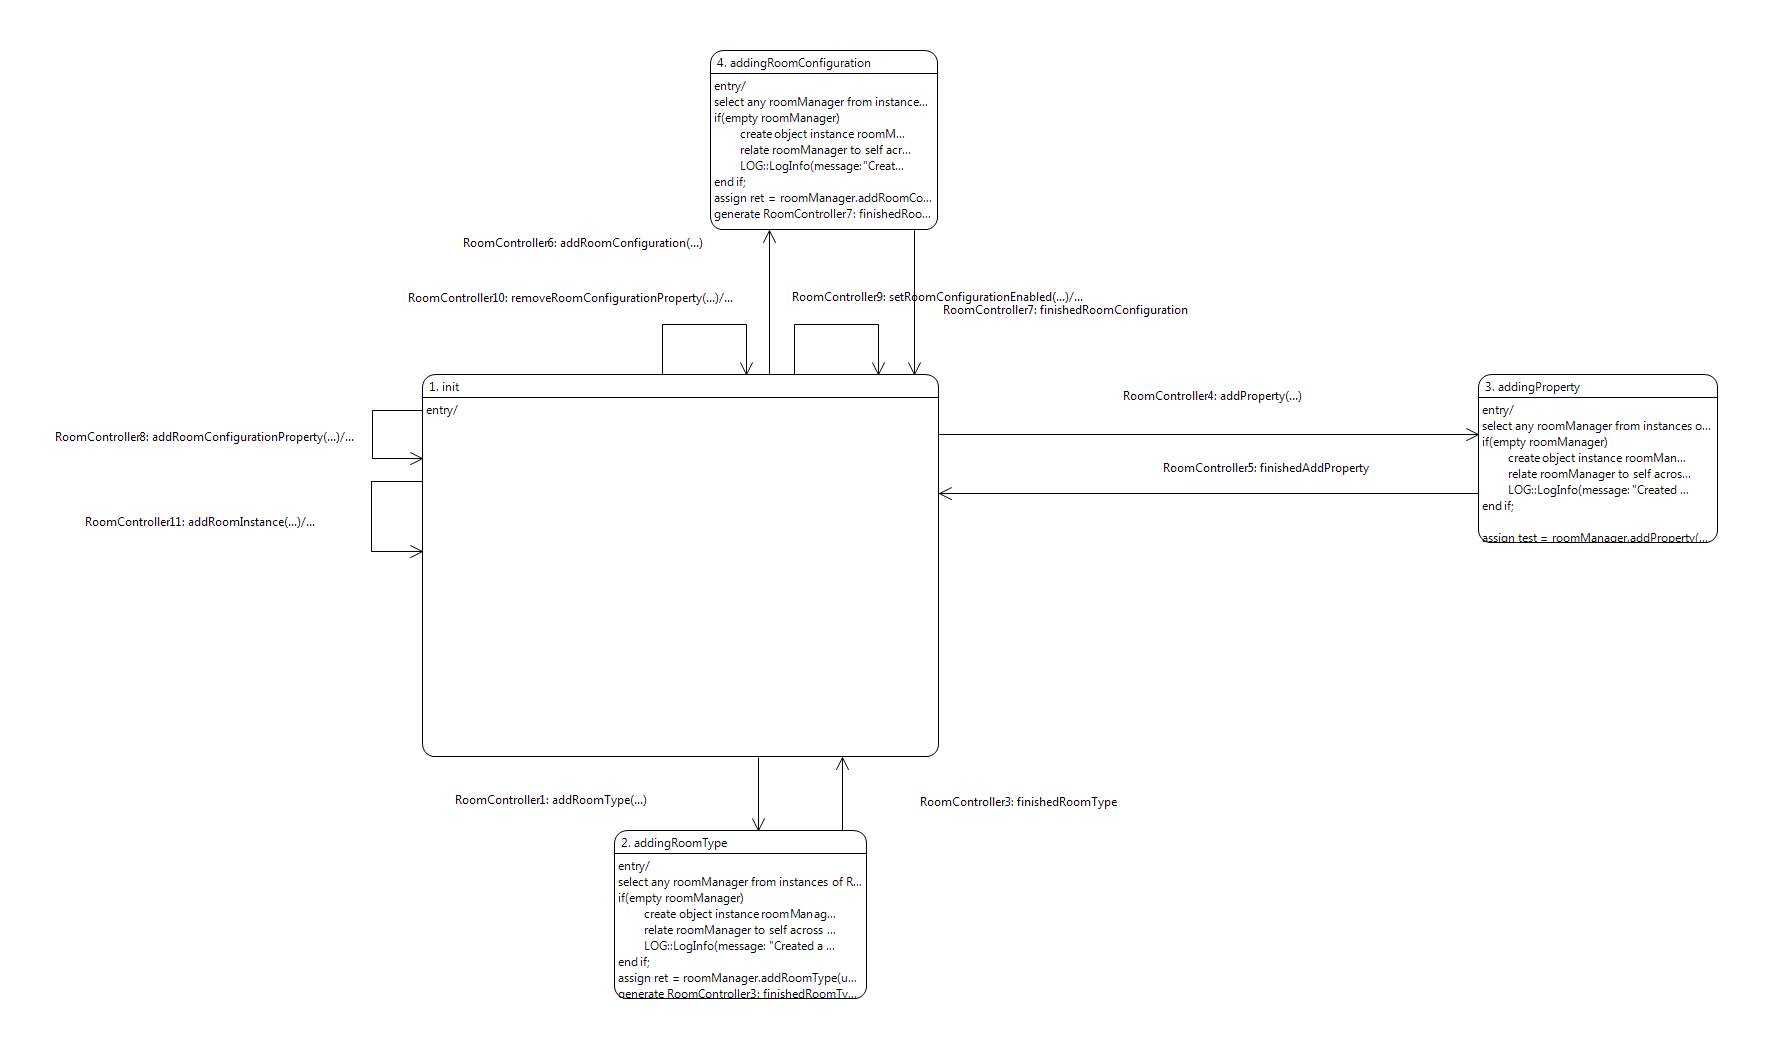 4. addingRoomConfiguration
entry/
select any roomManager from instance...
if(empty roomManager)
create object instance roomM...
relate roomManager to self acr...
LOG::LogInfo(message: "Creat...
end if;
assign ret = roomManager.addRoomCo...
generate RoomController7: finishedRoo...
RoomController6: addRoomConfiguration(...)
RoomController10: removeRoomConfigurationProperty(...)/...
RoomController9: setRoomConfigurationEnabled(...)/...
RoomController7: finishedRoomConfiguration
1. init
entry/
RoomController8: addRoomConfigurationProperty(...)/...
RoomController11: addRoomInstance(...)/...
RoomController4: addProperty(...)
RoomController5: finishedAddProperty
3. addingProperty
entry/
select any roomManager from instances o...
if(empty roomManager)
create object instance roomMan...
relate roomManager to self acros...
LOG::LogInfo(message: "Created ...
end if;
assign test = roomManager.addProperty(...
RoomController1: addRoomType(...)
RoomController3: finishedRoomType
2. addingRoomType
entry/
select any roomManager from instances of R...
if(empty roomManager)
create object instance roomManag...
relate roomManager to self across ...
LOG::LogInfo(message: "Created a ...
end if;
assign ret = roomManager.addRoomType(u...
generate RoomController3: finishedRoomTy...